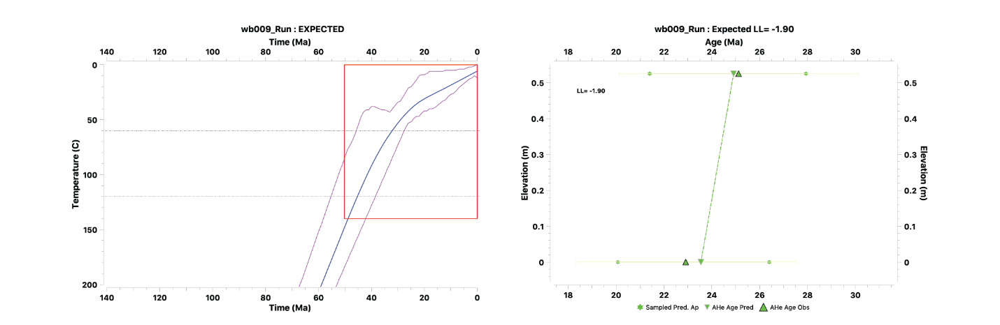 wb009_Run : EXPECTED
Time (Ma)
140 120 100 80 60 40 20 0
0
50
100
150
200
Temperature (C)
140 120 100 80 60 40 20 0
Time (Ma)
wb009_Run : Expected LL= -1.90
Age (Ma)
18 20 22 24 26 28 30
LL= -1.90
0.5 0.5
0.4 0.4
0.3 0.3
0.2 0.2
0.1 0.1
0 0
Elevation (m)
Elevation (m)
18 20 22 24 26 28 30
Sampled Pred. Ap AHe Age Pred AHe Age Obs